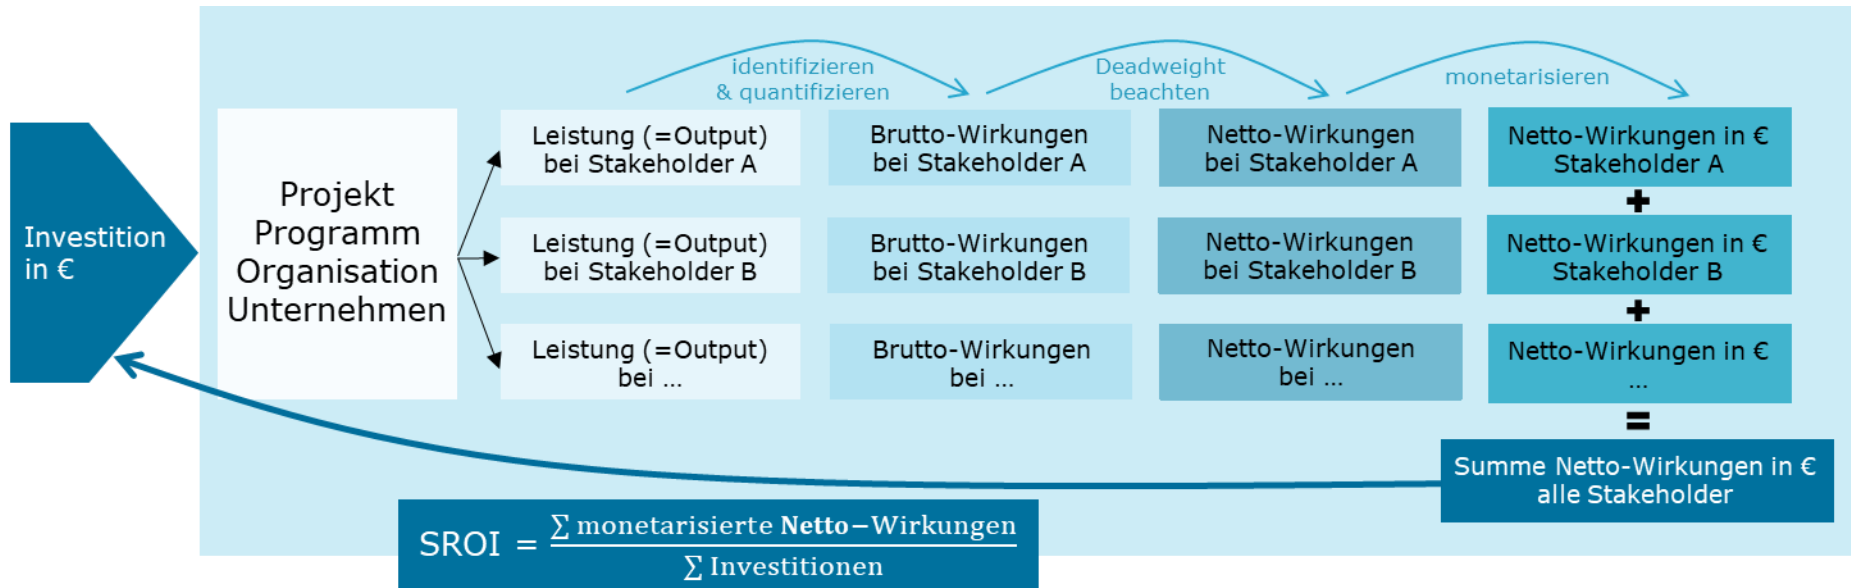 identifizieren
& quantifizieren
Deadweight
beachten
monetarisieren
Investition
in €
Projekt
Programm
Organisation
Unternehmen
Leistung (=Output)
bei Stakeholder A
Brutto-Wirkungen
bei Stakeholder A
Netto-Wirkungen
bei Stakeholder A
Netto-Wirkungen in €
Stakeholder A
+
Leistung (=Output)
bei Stakeholder B
Brutto-Wirkungen
bei Stakeholder B
Netto-Wirkungen
bei Stakeholder B
Netto-Wirkungen in €
Stakeholder B
+
Leistung (=Output)
bei ...
Brutto-Wirkungen
bei ...
Netto-Wirkungen
bei ...
Netto-Wirkungen in €
...
=
Summe Netto-Wirkungen in €
alle Stakeholder
∑ monetarisierte Netto−Wirkungen
SROI =
∑ Investitionen